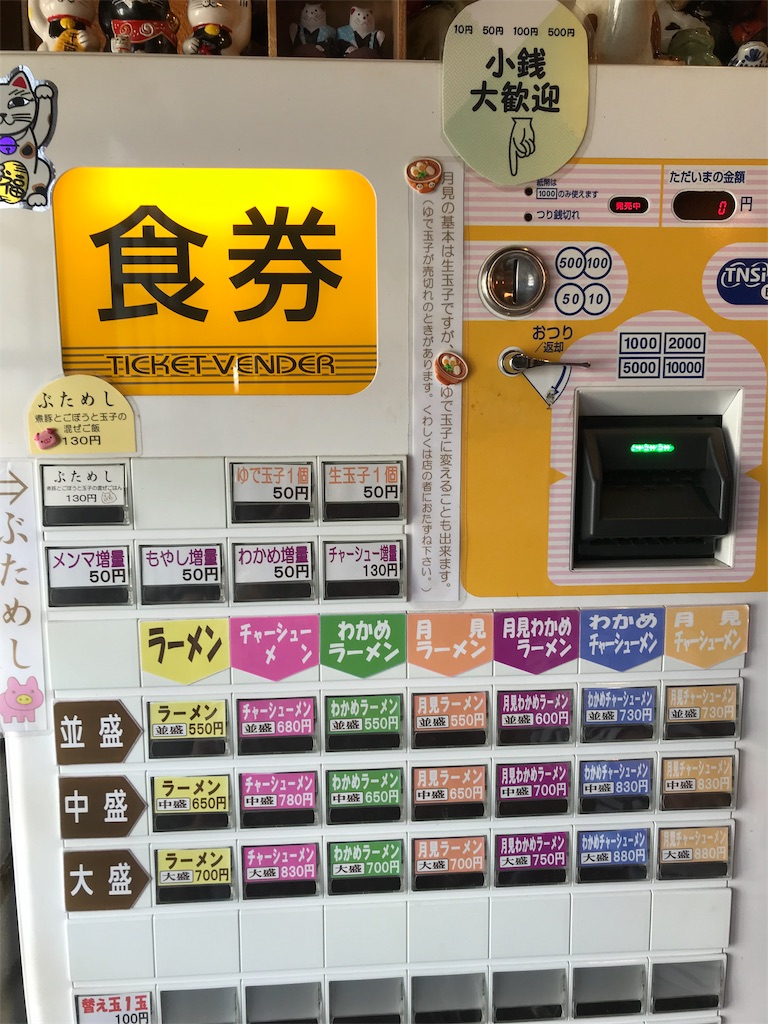 10円 50円 100円 500円
小銭
大歓迎
食券
TICKET VENDER
月見の基本は生玉子ですが、ゆで玉子に変えることも出来ます。
（ゆで玉子が売切れのときがあります。くわしくは店の者におたずね下さい。）
紙幣は
1000のみ使えます
つり銭切れ
発売中
ただいまの金額
0円
500 100
50 10
TNSi
おつり
/返却
1000 2000
5000 10000
ぶためし
煮豚とごぼうと玉子の
混ぜご飯
130円
⇒ぶためし
ぶためし
煮豚とごぼうと玉子の混ぜごはん
130円
ゆで玉子1個
50円
生玉子1個
50円
メンマ増量
50円
もやし増量
50円
わかめ増量
50円
チャーシュー増量
130円
ラーメン
チャーシュー
メン
わかめ
ラーメン
月見
ラーメン
月見わかめ
ラーメン
わかめ
チャーシューメン
月見
チャーシューメン
並盛
ラーメン
並盛 550円
チャーシューメン
並盛 680円
わかめラーメン
並盛 550円
月見ラーメン
並盛 550円
月見わかめラーメン
並盛 600円
わかめチャーシューメン
並盛 730円
月見チャーシューメン
並盛 730円
中盛
ラーメン
中盛 650円
チャーシューメン
中盛 780円
わかめラーメン
中盛 650円
月見ラーメン
中盛 650円
月見わかめラーメン
中盛 700円
わかめチャーシューメン
中盛 830円
月見チャーシューメン
中盛 830円
大盛
ラーメン
大盛 700円
チャーシューメン
大盛 830円
わかめラーメン
大盛 700円
月見ラーメン
大盛 700円
月見わかめラーメン
大盛 750円
わかめチャーシューメン
大盛 880円
月見チャーシューメン
大盛 880円
替え玉1玉
100円